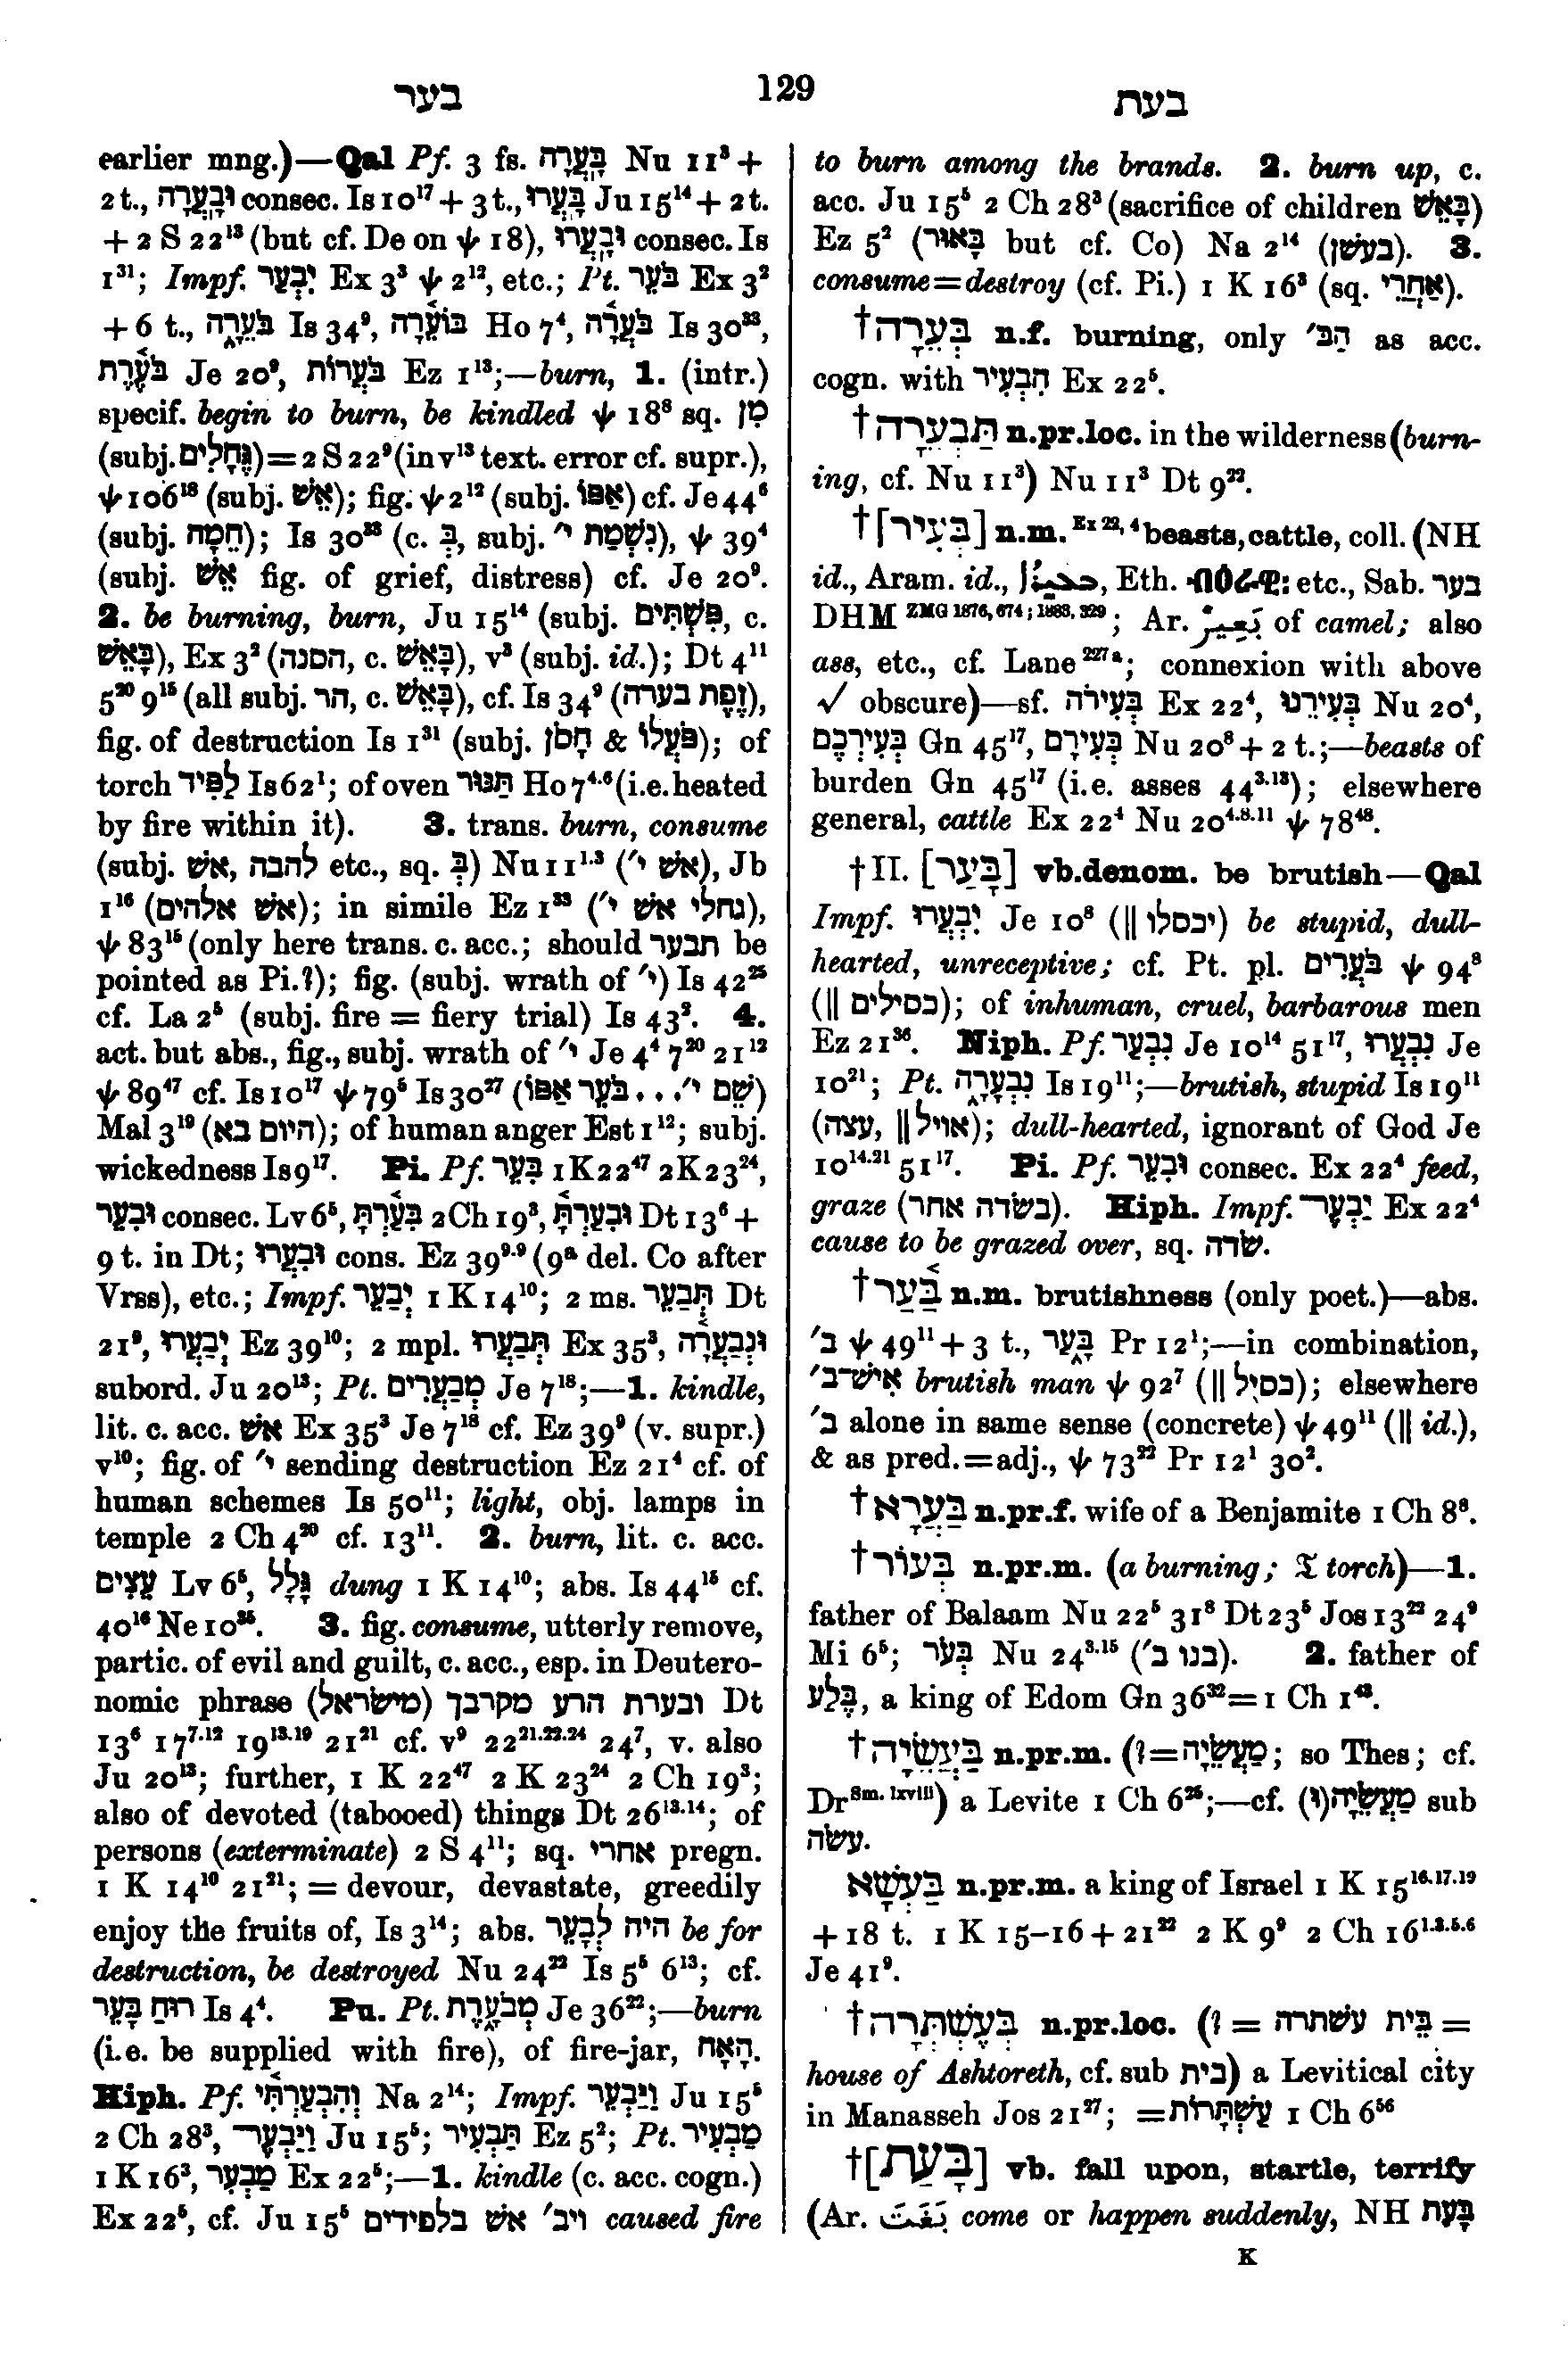 בער
129
בעת
earlier mng.)—Qal Pf. 3 fs. בָּֽעֲרָה Nu 11³+
2 t., וּבָֽעֲרָה consec. Is 10¹⁷+3 t., בָּֽעֲרוּ Ju 15¹⁴+2 t.
+2 S 22¹³ (but cf. De on ψ 18), וּבָֽעֲרוּ consec. Is
1³¹; Impf. יִבְעַר Ex 3³ ψ 2¹², etc.; Pt. בֹּעֵר Ex 3²
+6 t., בֹּעֵרָה Is 34⁹, בּוֹעֵרָה Ho 7⁴, בֹּעֲרָה Is 30³³,
בֹּעֶרֶת Je 20⁹, בֹּעֲרוֹת Ez 1¹³;—burn, 1. (intr.)
specif. begin to burn, be kindled ψ 18⁸ sq. מִן
(subj. גֶּחָלִים)=2 S 22⁹ (in v¹³ text. error cf. supr.),
ψ 106¹⁸ (subj. אֵשׁ); fig. ψ 2¹² (subj. אַפּוֹ) cf. Je 44⁶
(subj. חֵמָה); Is 30³³ (c. בְּ, subj. נִשְׁמַת י׳), ψ 39⁴
(subj. אֵשׁ fig. of grief, distress) cf. Je 20⁹.
2. be burning, burn, Ju 15¹⁴ (subj. פִּשְׁתִּים, c.
בָּאֵשׁ), Ex 3² (הסנה, c. בָּאֵשׁ), v³ (subj. id.); Dt 4¹¹
5²⁰ 9¹⁵ (all subj. הר, c. בָּאֵשׁ), cf. Is 34⁹ (זֶפֶת בערה),
fig. of destruction Is 1³¹ (subj. חָסֹן & פֹּעֲלוֹ); of
torch לַפִּיד Is 62¹; of oven תַּנּוּר Ho 7⁴·⁶ (i.e. heated
by fire within it). 3. trans. burn, consume
(subj. אֵשׁ, להבה etc., sq. בְּ) Nu 11¹·³ (אֵשׁ י׳), Jb
1¹⁶ (אֵשׁ אלהים); in simile Ez 1³³ (גחלי אֵשׁ י׳),
ψ 83¹⁵ (only here trans. c. acc.; should תבער be
pointed as Pi.?); fig. (subj. wrath of י׳) Is 42²⁵
cf. La 2⁵ (subj. fire = fiery trial) Is 43². 4.
act. but abs., fig., subj. wrath of י׳ Je 4⁴ 7²⁰ 21¹²
ψ 89⁴⁷ cf. Is 10¹⁷ ψ 79⁵ Is 30²⁷ (שֵׁם י׳... בֹּעֵר אַפּוֹ)
Mal 3¹⁹ (היום בא); of human anger Est 1¹²; subj.
wickedness Is 9¹⁷. Pi. Pf. בִּעֵר 1 K 22⁴⁷ 2 K 23²⁴,
וּבִעֵר consec. Lv 6⁵, בִּעַרְתָּ 2 Ch 19³, וּבִעַרְתָּ Dt 13⁶+
9 t. in Dt; וּבִעֲרוּ cons. Ez 39⁹·⁹ (9ᵃ del. Co after
Vrss), etc.; Impf. יְבַעֵר 1 K 14¹⁰; 2 ms. תְּבַעֵר Dt
21⁹, יְבַעֲרוּ Ez 39¹⁰; 2 mpl. תְּבַעֲרוּ Ex 35³, וּנְבַעֲרָה
subord. Ju 20¹³; Pt. מְבַעֲרִים Je 7¹⁸;—1. kindle,
lit. c. acc. אֵשׁ Ex 35³ Je 7¹⁸ cf. Ez 39⁹ (v. supr.)
v¹⁰; fig. of י׳ sending destruction Ez 21⁴ cf. of
human schemes Is 50¹¹; light, obj. lamps in
temple 2 Ch 4²⁰ cf. 13¹¹. 2. burn, lit. c. acc.
עֵצִים Lv 6⁵, גָּלָל dung 1 K 14¹⁰; abs. Is 44¹⁵ cf.
40¹⁶ Ne 10³⁵. 3. fig. consume, utterly remove,
partic. of evil and guilt, c. acc., esp. in Deutero-
nomic phrase ובערת הרע מקרבך (מישׂראל) Dt
13⁶ 17⁷·¹² 19¹³·¹⁹ 21²¹ cf. v⁹ 22²¹·²²·²⁴ 24⁷, v. also
Ju 20¹³; further, 1 K 22⁴⁷ 2 K 23²⁴ 2 Ch 19³;
also of devoted (tabooed) things Dt 26¹³·¹⁴; of
persons (exterminate) 2 S 4¹¹; sq. אחרי pregn.
1 K 14¹⁰ 21²¹; = devour, devastate, greedily
enjoy the fruits of, Is 3¹⁴; abs. היה לְבָעֵר be for
destruction, be destroyed Nu 24²² Is 5⁵ 6¹³; cf.
רוּחַ בָּעֵר Is 4⁴. Pu. Pt. מְבֹעֶרֶת Je 36²²;—burn
(i.e. be supplied with fire), of fire-jar, הָאָח.
Hiph. Pf. וְהִבְעַרְתִּי Na 2¹⁴; Impf. וַיַּבְעֵר Ju 15⁵
2 Ch 28³, וַיַּבְעֶר־ Ju 15⁵; תַּבְעִיר Ez 5²; Pt. מַבְעִיר
1 K 16³, מַבְעִר Ex 22⁵;—1. kindle (c. acc. cogn.)
Ex 22⁵, cf. Ju 15⁵ ויב׳ אֵשׁ בלפידים caused fire
to burn among the brands. 2. burn up, c.
acc. Ju 15⁵ 2 Ch 28³ (sacrifice of children בָּאֵשׁ)
Ez 5² (בָּאוּר but cf. Co) Na 2¹⁴ (בעשׁן). 3.
consume=destroy (cf. Pi.) 1 K 16³ (sq. אַחֲרֵי).
†בְּעֵרָה n.f. burning, only הַבּ׳ as acc.
cogn. with הִבְעִיר Ex 22⁵.
†תַּבְעֵרָה n.pr.loc. in the wilderness (burn-
ing, cf. Nu 11³) Nu 11³ Dt 9²².
†[בְּעִיר] n.m. Ex 22, 4 beasts, cattle, coll. (NH
id., Aram. id., ܒܥܝܪܐ, Eth. ብዕራዊ: etc., Sab. בער
DHM ZMG 1876, 674; 1883, 329; Ar. بَعِيرٌ of camel; also
ass, etc., cf. Lane 227 a; connexion with above
√ obscure)—sf. בְּעִירֹה Ex 22⁴, בְּעִירֵנוּ Nu 20⁴,
בְּעִירְכֶם Gn 45¹⁷, בְּעִירָם Nu 20⁸+2 t.;—beasts of
burden Gn 45¹⁷ (i.e. asses 44³·¹³); elsewhere
general, cattle Ex 22⁴ Nu 20⁴·⁸·¹¹ ψ 78⁴⁸.
†II. [בָּעַר] vb.denom. be brutish—Qal
Impf. יִבְעֲרוּ Je 10⁸ (‖ יכסלו) be stupid, dull-
hearted, unreceptive; cf. Pt. pl. בֹּעֲרִים ψ 94⁸
(‖ כסילים); of inhuman, cruel, barbarous men
Ez 21³⁶. Niph. Pf. נִבְעַר Je 10¹⁴ 51¹⁷, נִבְעֲרוּ Je
10²¹; Pt. נִבְעָרָה Is 19¹¹;—brutish, stupid Is 19¹¹
(עצה, ‖ אויל); dull-hearted, ignorant of God Je
10¹⁴·²¹ 51¹⁷. Pi. Pf. וּבִעֵר consec. Ex 22⁴ feed,
graze (בשׂדה אחר). Hiph. Impf. יַבְעֶר־ Ex 22⁴
cause to be grazed over, sq. שׂדה.
†בַּעַר n.m. brutishness (only poet.)—abs.
ב׳ ψ 49¹¹+3 t., בָּעַר Pr 12¹;—in combination,
אִישׁ־ב׳ brutish man ψ 92⁷ (‖ כסיל); elsewhere
ב׳ alone in same sense (concrete) ψ 49¹¹ (‖ id.),
& as pred.=adj., ψ 73²² Pr 12¹ 30².
†בַּעֲרָא n.pr.f. wife of a Benjamite 1 Ch 8⁸.
†בְּעוֹר n.pr.m. (a burning; 𝔗 torch)—1.
father of Balaam Nu 22⁵ 31⁸ Dt 23⁵ Jos 13²² 24⁹
Mi 6⁵; בְּעֹר Nu 24³·¹⁵ (בנו ב׳). 2. father of
בֶּלַע, a king of Edom Gn 36³²=1 Ch 1⁴³.
†בַּעֲשֵׂיָה n.pr.m. (?=מַעֲשֵׂיָה; so Thes; cf.
Dr Sm. lxviii) a Levite 1 Ch 6²⁵;—cf. מַעֲשֵׂיָה(וּ) sub
עשׂה.
בַּעְשָׁא n.pr.m. a king of Israel 1 K 15¹⁶·¹⁷·¹⁹
+18 t. 1 K 15–16+21²² 2 K 9⁹ 2 Ch 16¹·³·⁵·⁶
Je 41⁹.
†בְּעֶשְׁתְּרָה n.pr.loc. (? = בֵּית עשׁתרה =
house of Ashtoreth, cf. sub בית) a Levitical city
in Manasseh Jos 21²⁷; =עַשְׁתָּרוֹת 1 Ch 6⁵⁶
†[בָּעַת] vb. fall upon, startle, terrify
(Ar. بَغَتَ come or happen suddenly, NH בָּעַת
K